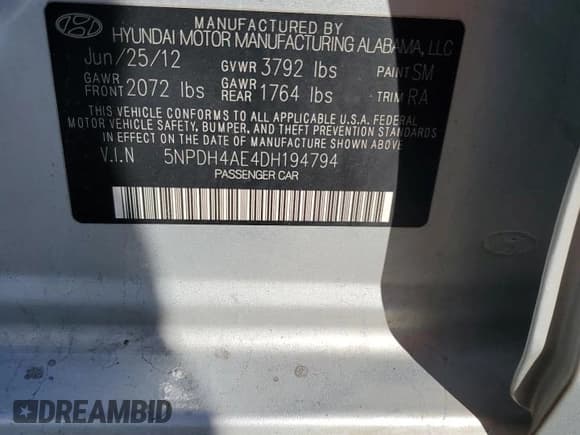 MANUFACTURED BY
HYUNDAI MOTOR MANUFACTURING ALABAMA, LLC
Jun/25/12 GVWR 3792 lbs PAINT SM
GAWR FRONT 2072 lbs GAWR REAR 1764 lbs TRIM RA
THIS VEHICLE CONFORMS TO ALL APPLICABLE U.S.A. FEDERAL
MOTOR VEHICLE SAFETY, BUMPER, AND THEFT PREVENTION STANDARDS
IN EFFECT ON THE DATE OF MANUFACTURE SHOWN ABOVE.
V.I.N 5NPDH4AE4DH194794
PASSENGER CAR
DREAMBID